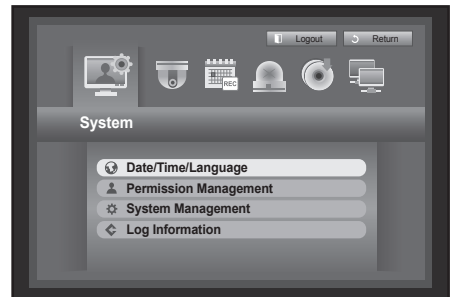 Logout Return
REC
System
Date/Time/Language
Permission Management
System Management
Log Information